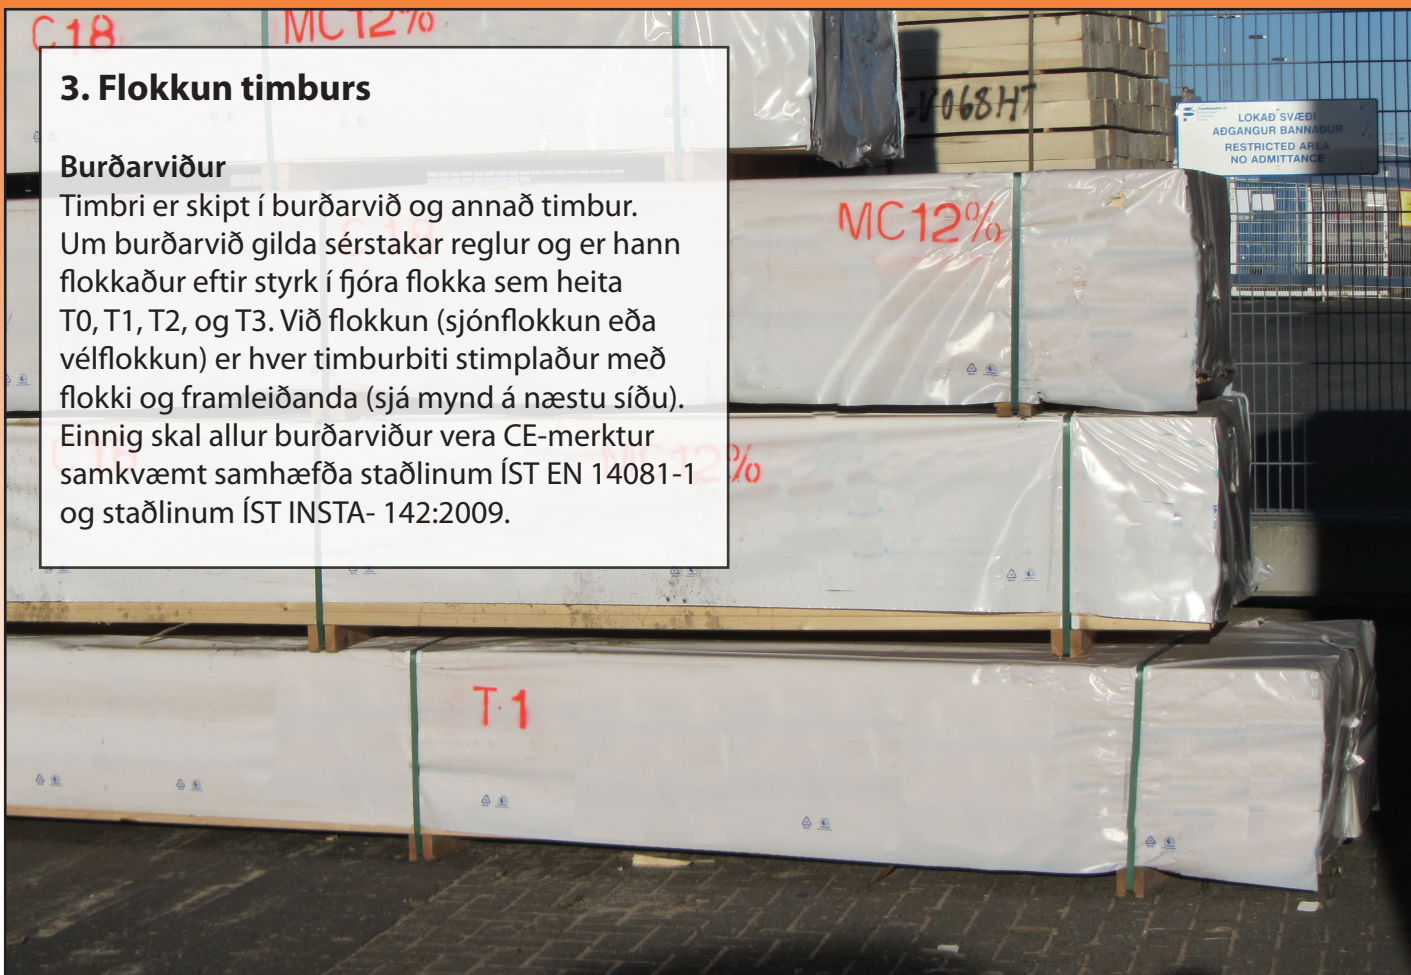 C18
MC12%
3. Flokkun timburs
Burðarviður
Timbri er skipt í burðarvið og annað timbur.
Um burðarvið gilda sérstakar reglur og er hann
flokkaður eftir styrk í fjóra flokka sem heita
T0, T1, T2, og T3. Við flokkun (sjónflokkun eða
vélflokkun) er hver timburbiti stimplaður með
flokki og framleiðanda (sjá mynd á næstu síðu).
Einnig skal allur burðarviður vera CE-merktur
samkvæmt samhæfða staðlinum ÍST EN 14081-1
og staðlinum ÍST INSTA- 142:2009.
068HT
LOKAÐ SVÆÐI
AÐGANGUR BANNAÐUR
RESTRICTED AREA
NO ADMITTANCE
C18
MC12%
C18
MC12%
T1